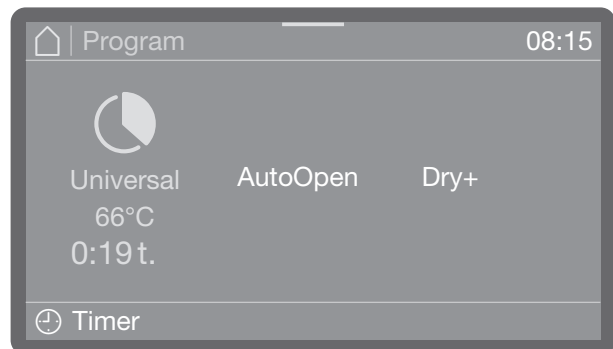 Program 08:15
Universal AutoOpen Dry+
66°C
0:19 t.
Timer